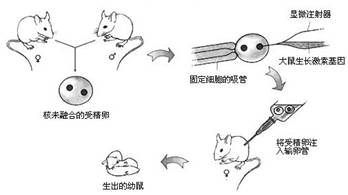 ♀
♂
显微注射器
大鼠生长激素基因
固定细胞的吸管
核未融合的受精卵
将受精卵注
入输卵管
♀
生出的幼鼠